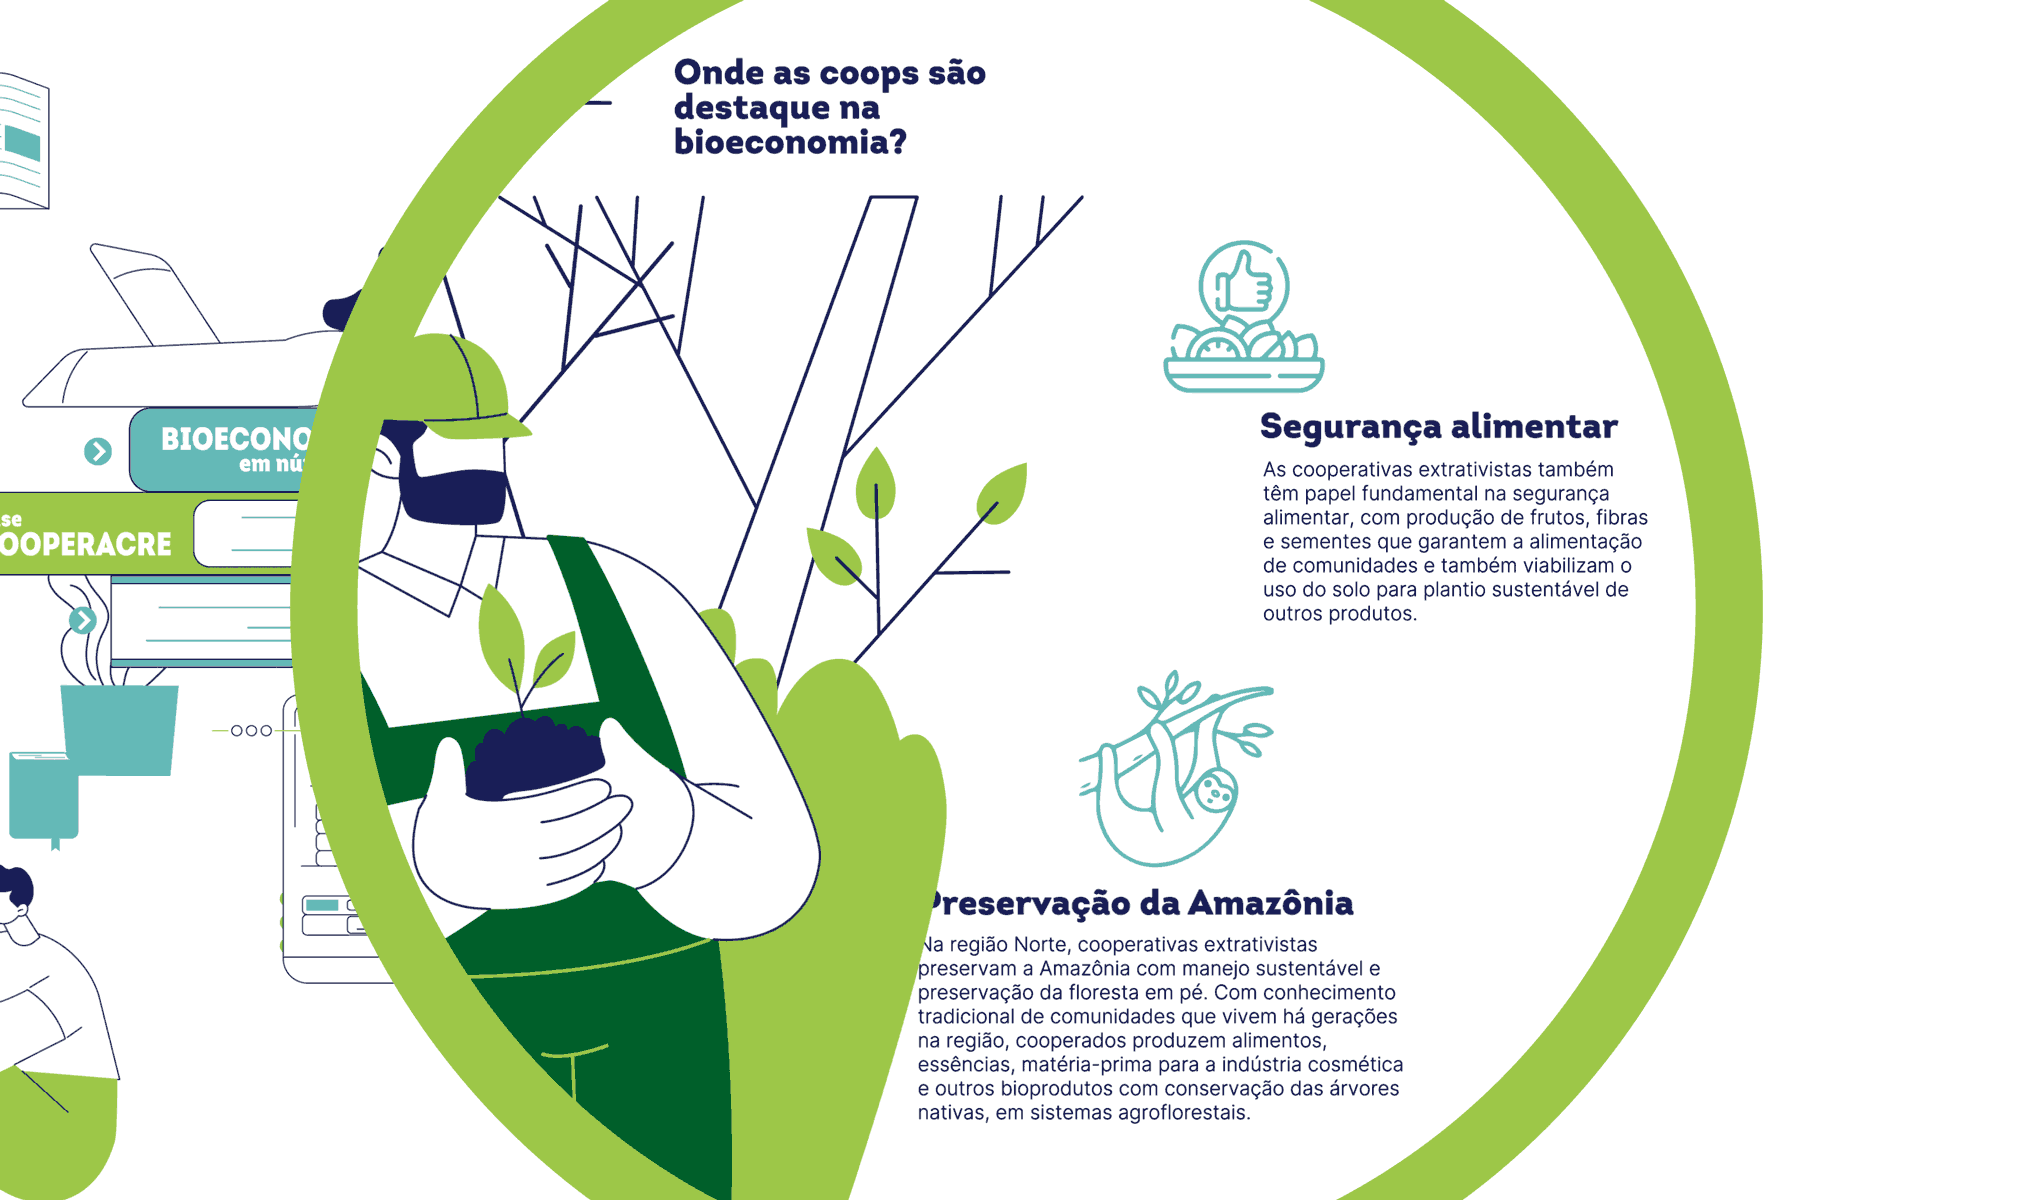 Onde as coops são
destaque na
bioeconomia?
Segurança alimentar
As cooperativas extrativistas também
têm papel fundamental na segurança
alimentar, com produção de frutos, fibras
e sementes que garantem a alimentação
de comunidades e também viabilizam o
uso do solo para plantio sustentável de
outros produtos.
Preservação da Amazônia
Na região Norte, cooperativas extrativistas
preservam a Amazônia com manejo sustentável e
preservação da floresta em pé. Com conhecimento
tradicional de comunidades que vivem há gerações
na região, cooperados produzem alimentos,
essências, matéria-prima para a indústria cosmética
e outros bioprodutos com conservação das árvores
nativas, em sistemas agroflorestais.
BIOECONO
em nú
se
OOPERACRE